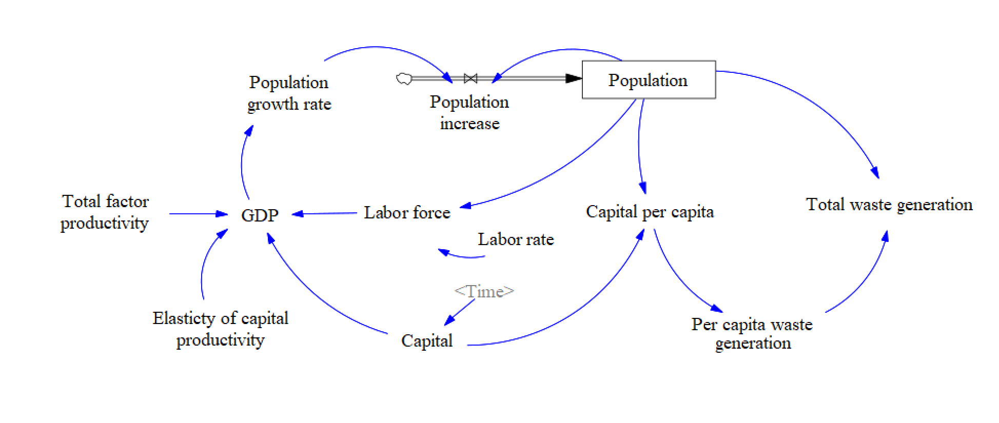 Population
growth rate
Population
increase
Population
Total factor
productivity
GDP
Labor force
Labor rate
Capital per capita
Total waste generation
<Time>
Elasticty of capital
productivity
Capital
Per capita waste
generation